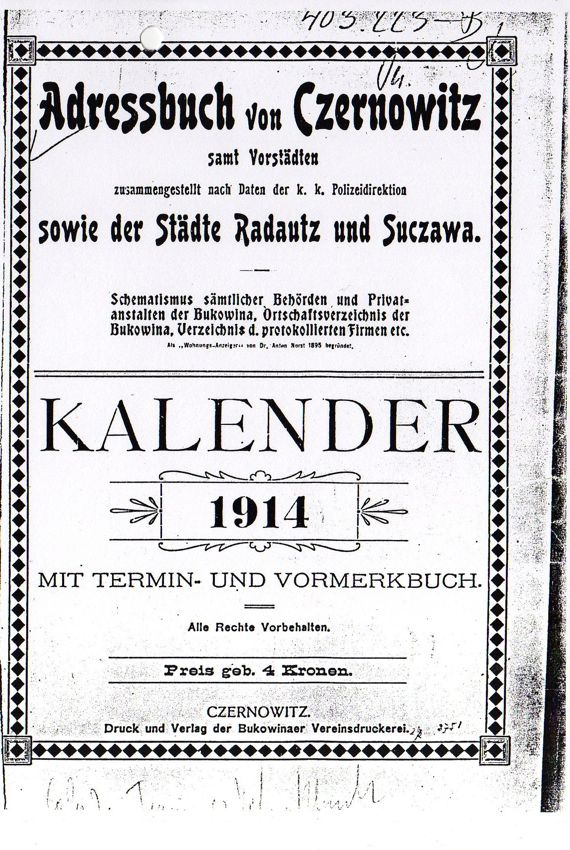 403.223-B
Adressbuch von Czernowitz
samt Vorstädten
zusammengestellt nach Daten der k. k. Polizeidirektion
sowie der Städte Radautz und Suczawa.
Schematismus sämtlicher Behörden und Privat=
anstalten der Bukowina, Ortschaftsverzeichnis der
Bukowina, Verzeichnis d. protokollierten Firmen etc.
Als „Wohnungs-Anzeiger" von Dr. Anton Norst 1895 begründet.
KALENDER
1914
MIT TERMIN- UND VORMERKBUCH.
Alle Rechte Vorbehalten.
Preis geb. 4 Kronen.
CZERNOWITZ.
Druck und Verlag der Bukowinaer Vereinsdruckerei.